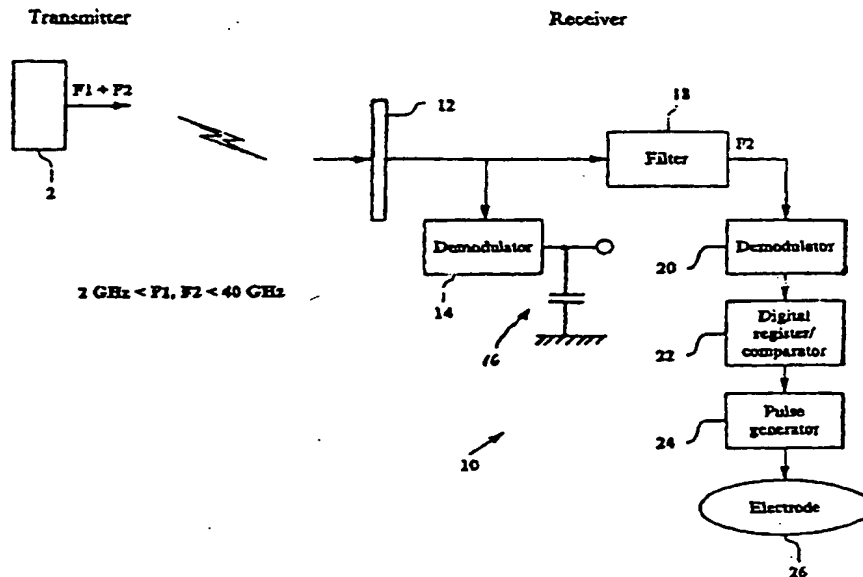 Transmitter
Receiver
F1 + F2
2
12
18
Filter
F2
Demodulator
14
16
2 GHz < F1, F2 < 40 GHz
20
Demodulator
22
Digital
register/
comparator
24
Pulse
generator
10
Electrode
26